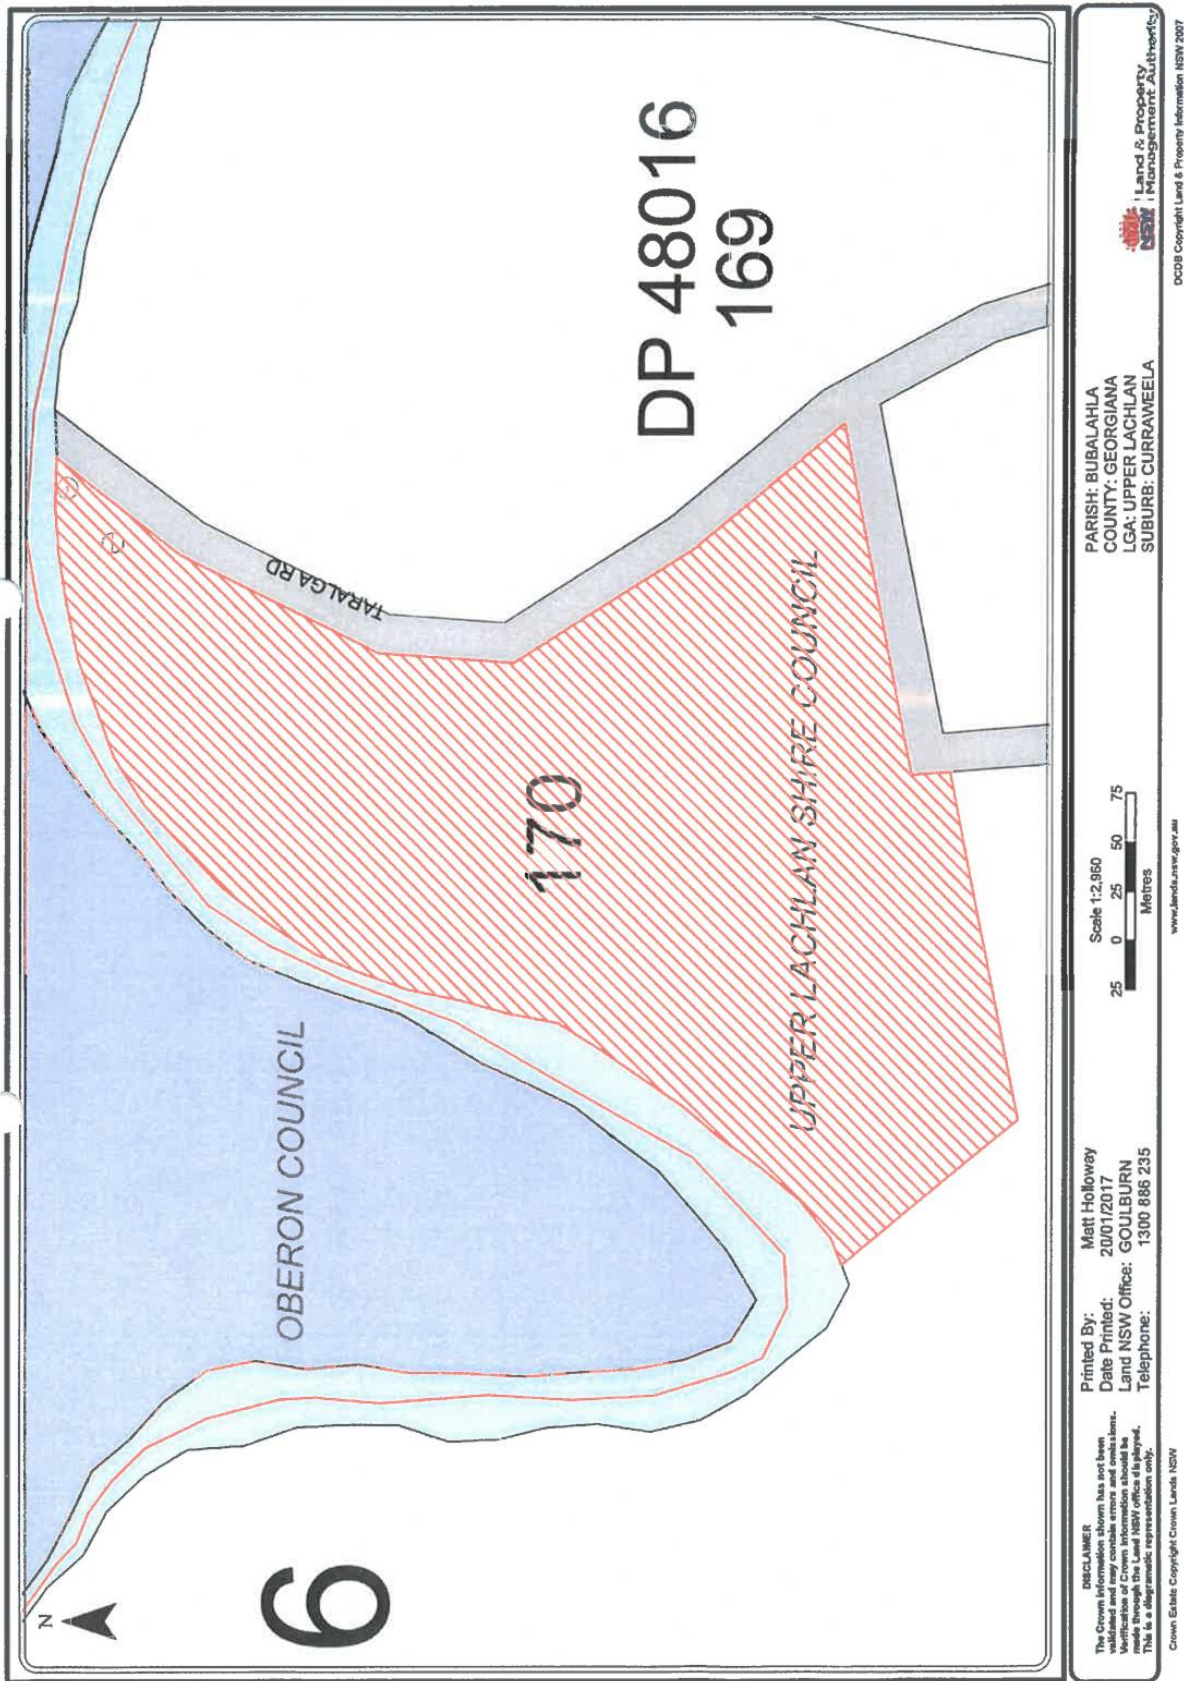 N
6
OBERON COUNCIL
170
UPPER LACHLAN SHIRE COUNCIL
TARALGA RD
DP 48016
169
DISCLAIMER
The Crown information shown has not been
validated and may contain errors and omissions.
Verification of Crown information should be
made through the Land NSW office displayed.
This is a diagramatic representation only.
Printed By: Matt Holloway
Date Printed: 20/01/2017
Land NSW Office: GOULBURN
Telephone: 1300 886 235
Scale 1:2,960
25 0 25 50 75
Metres
PARISH: BUBALAHLA
COUNTY: GEORGIANA
LGA: UPPER LACHLAN
SUBURB: CURRAWEELA
NSW
Land & Property
Management Authority
Crown Estate Copyright Crown Lands NSW
www.lands.nsw.gov.au
DCDB Copyright Land & Property Information NSW 2007